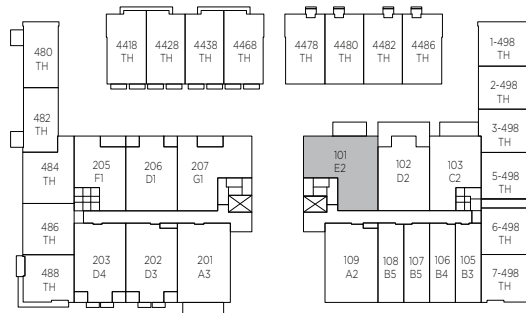 480
TH
482
TH
484
TH
486
TH
488
TH
4418
TH
4428
TH
4438
TH
4468
TH
4478
TH
4480
TH
4482
TH
4486
TH
1-498
TH
2-498
TH
3-498
TH
5-498
TH
6-498
TH
7-498
TH
205
F1
206
D1
207
G1
203
D4
202
D3
201
A3
101
E2
102
D2
103
C2
109
A2
108
B5
107
B5
106
B4
105
B3